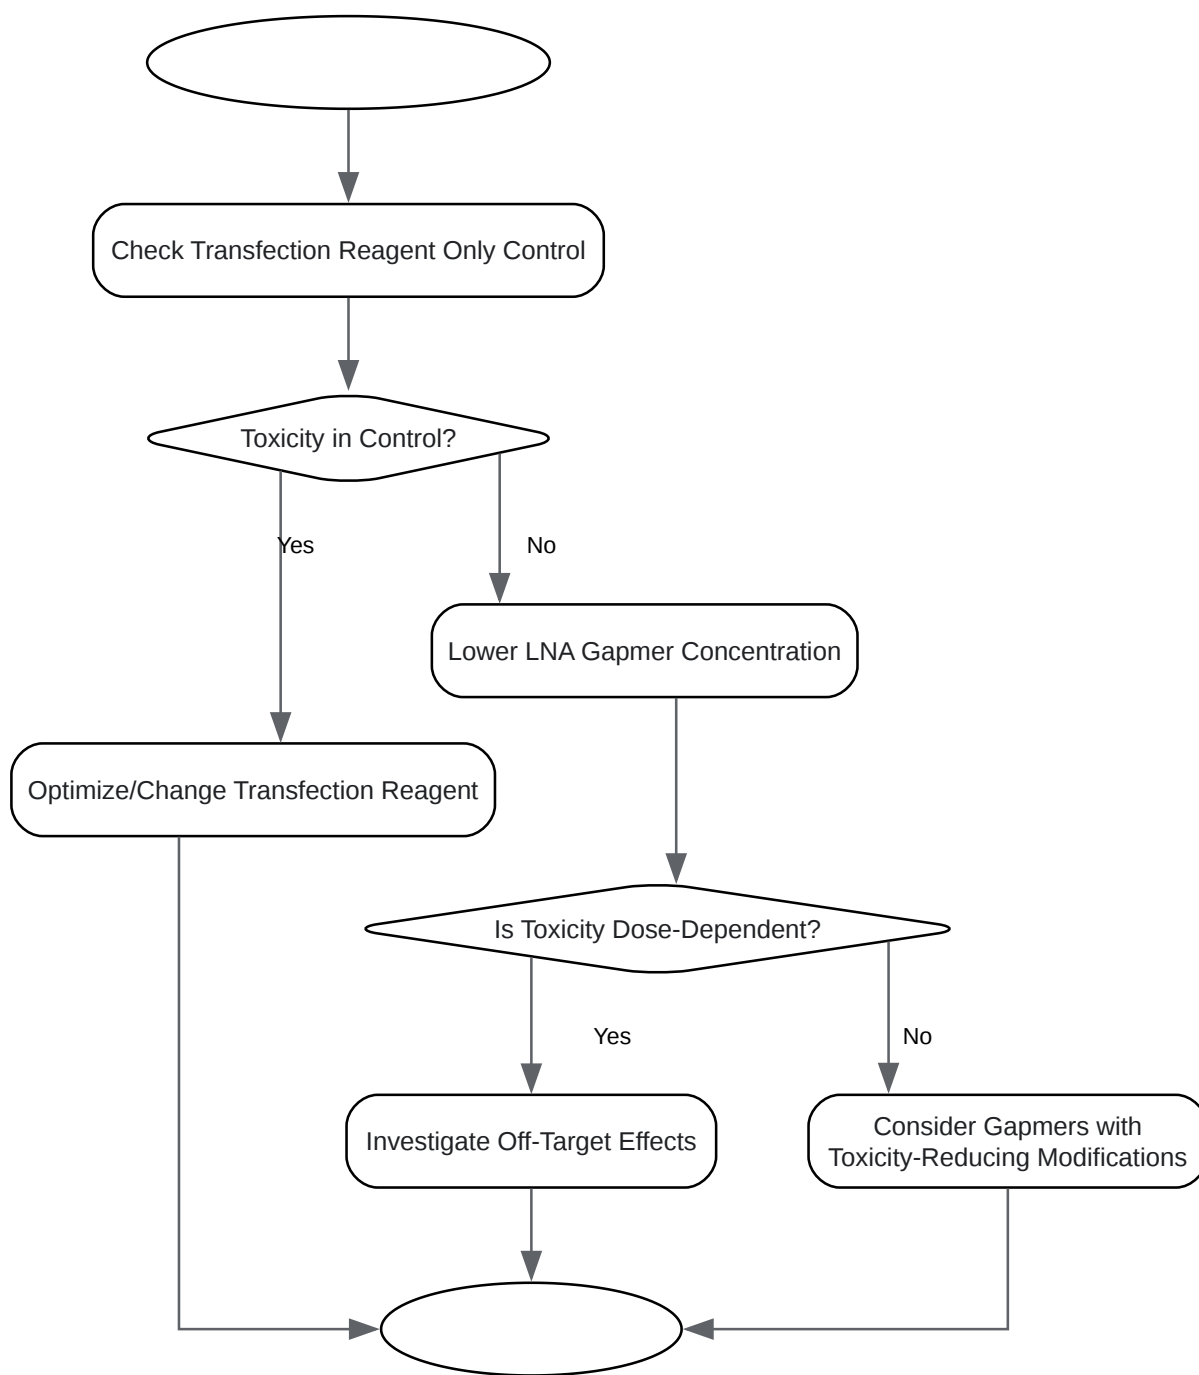 Check Transfection Reagent Only Control
Toxicity in Control?
Yes
No
Lower LNA Gapmer Concentration
Optimize/Change Transfection Reagent
Is Toxicity Dose-Dependent?
Yes
No
Investigate Off-Target Effects
Consider Gapmers with
Toxicity-Reducing Modifications